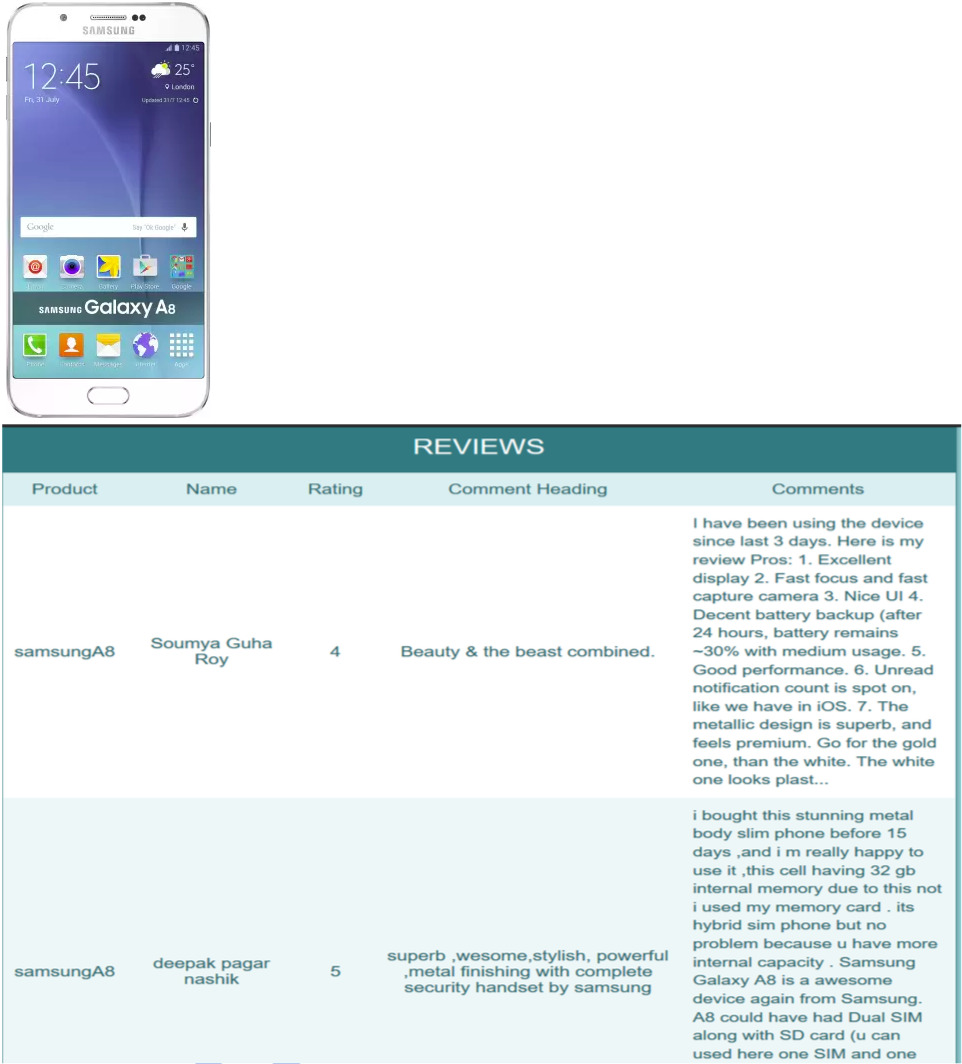 SAMSUNG
12:45
12:45
25°
London
Fri, 31 July
Updated 31/7 12:45
Google
Say "Ok Google"
Camera
Gallery
Play Store
Google
SAMSUNG Galaxy A8
Phone
Contacts
Messages
Internet
Apps
REVIEWS
Product Name Rating Comment Heading Comments
I have been using the device
since last 3 days. Here is my
review Pros: 1. Excellent
display 2. Fast focus and fast
capture camera 3. Nice UI 4.
Decent battery backup (after
24 hours, battery remains
~30% with medium usage. 5.
Good performance. 6. Unread
notification count is spot on,
like we have in iOS. 7. The
metallic design is superb, and
feels premium. Go for the gold
one, than the white. The white
one looks plast...
samsungA8
Soumya Guha
Roy
4
Beauty & the beast combined.
i bought this stunning metal
body slim phone before 15
days ,and i m really happy to
use it ,this cell having 32 gb
internal memory due to this not
i used my memory card . its
hybrid sim phone but no
problem because u have more
internal capacity . Samsung
Galaxy A8 is a awesome
device again from Samsung.
A8 could have had Dual SIM
along with SD card (u can
used here one SIM and one
samsungA8
deepak pagar
nashik
5
superb ,wesome,stylish, powerful
,metal finishing with complete
security handset by samsung